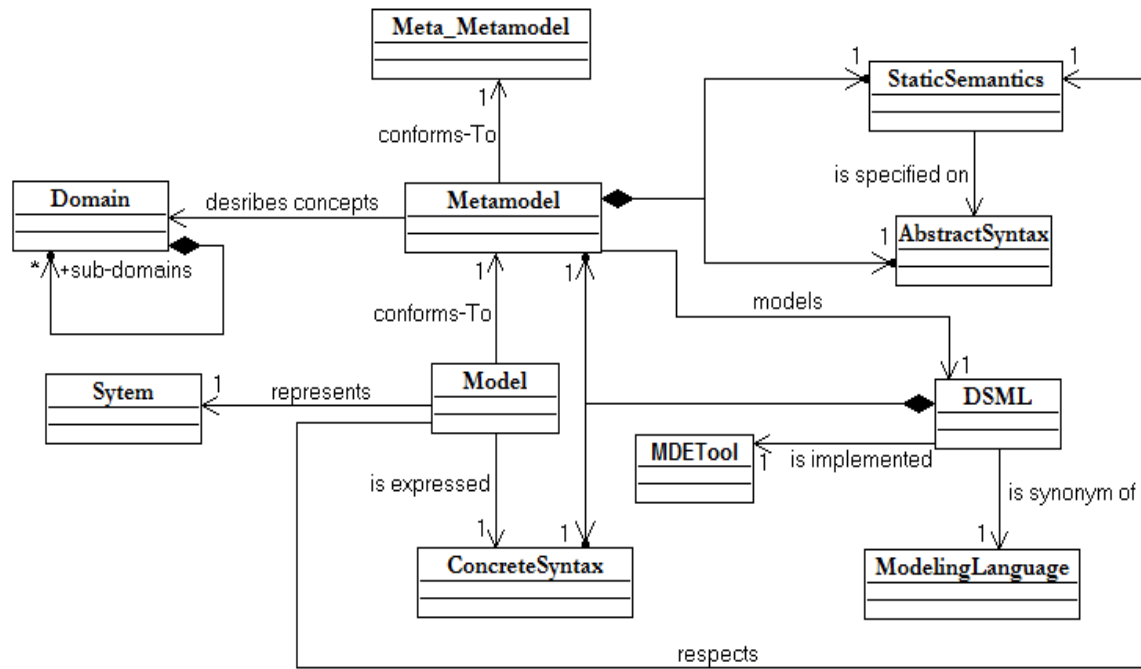 Meta_Metamodel
1
conforms-To
1
StaticSemantics
1
is specified on
Domain
* +sub-domains
desribes concepts
Metamodel
1
AbstractSyntax
1
1
models
conforms-To
1
Sytem
1
represents
Model
DSML
MDETool
1
is implemented
is expressed
is synonym of
1
1
1
ConcreteSyntax
ModelingLanguage
respects